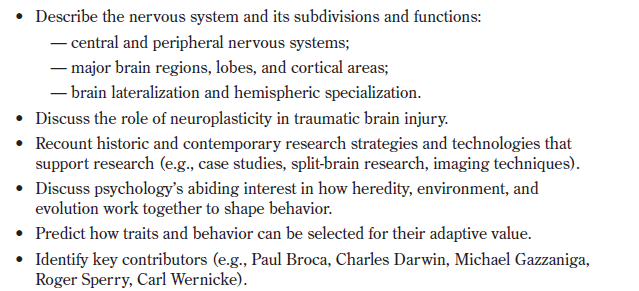 • Describe the nervous system and its subdivisions and functions:
— central and peripheral nervous systems;
— major brain regions, lobes, and cortical areas;
— brain lateralization and hemispheric specialization.
• Discuss the role of neuroplasticity in traumatic brain injury.
• Recount historic and contemporary research strategies and technologies that
support research (e.g., case studies, split-brain research, imaging techniques).
• Discuss psychology’s abiding interest in how heredity, environment, and
evolution work together to shape behavior.
• Predict how traits and behavior can be selected for their adaptive value.
• Identify key contributors (e.g., Paul Broca, Charles Darwin, Michael Gazzaniga,
Roger Sperry, Carl Wernicke).